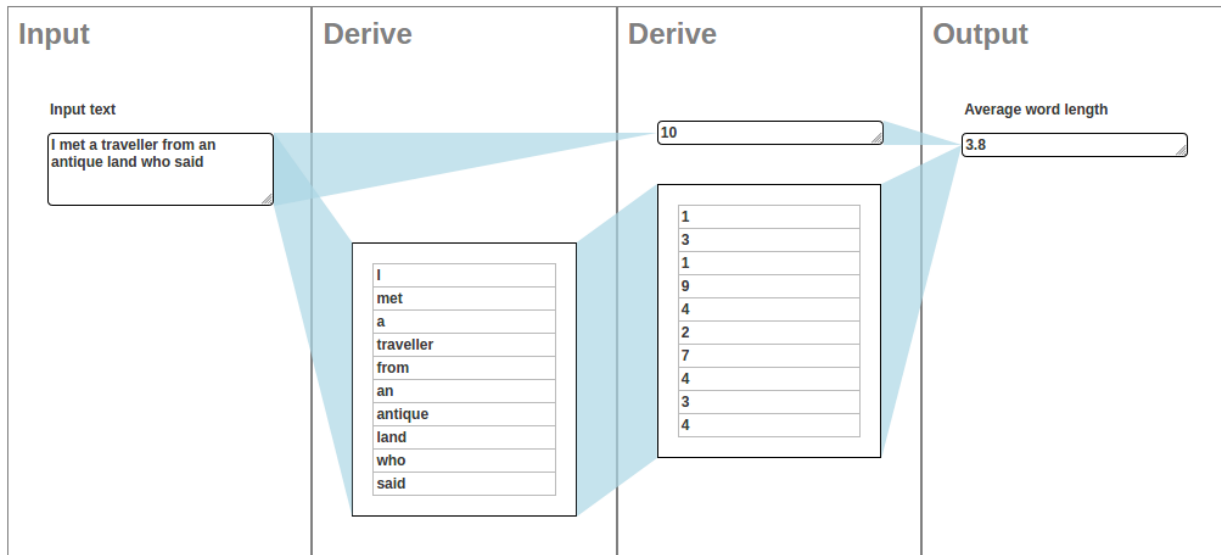 Input
Input text
I met a traveller from an
antique land who said
Derive
I
met
a
traveller
from
an
antique
land
who
said
Derive
10
1
3
1
9
4
2
7
4
3
4
Output
Average word length
3.8